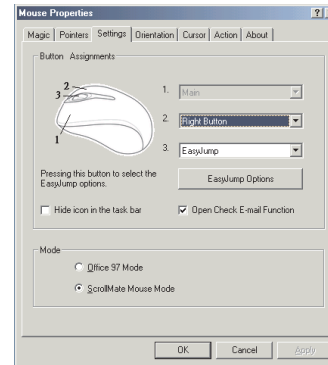 Mouse Properties
?
Magic Pointers Settings Orientation Cursor Action About
Button Assignments
2
3
1
1. Main
2. Right Button
3. EasyJump
Pressing this button to select the
EasyJump options.
EasyJump Options
Hide icon in the task bar
Open Check E-mail Function
Mode
Office 97 Mode
ScrollMate Mouse Mode
OK Cancel Apply